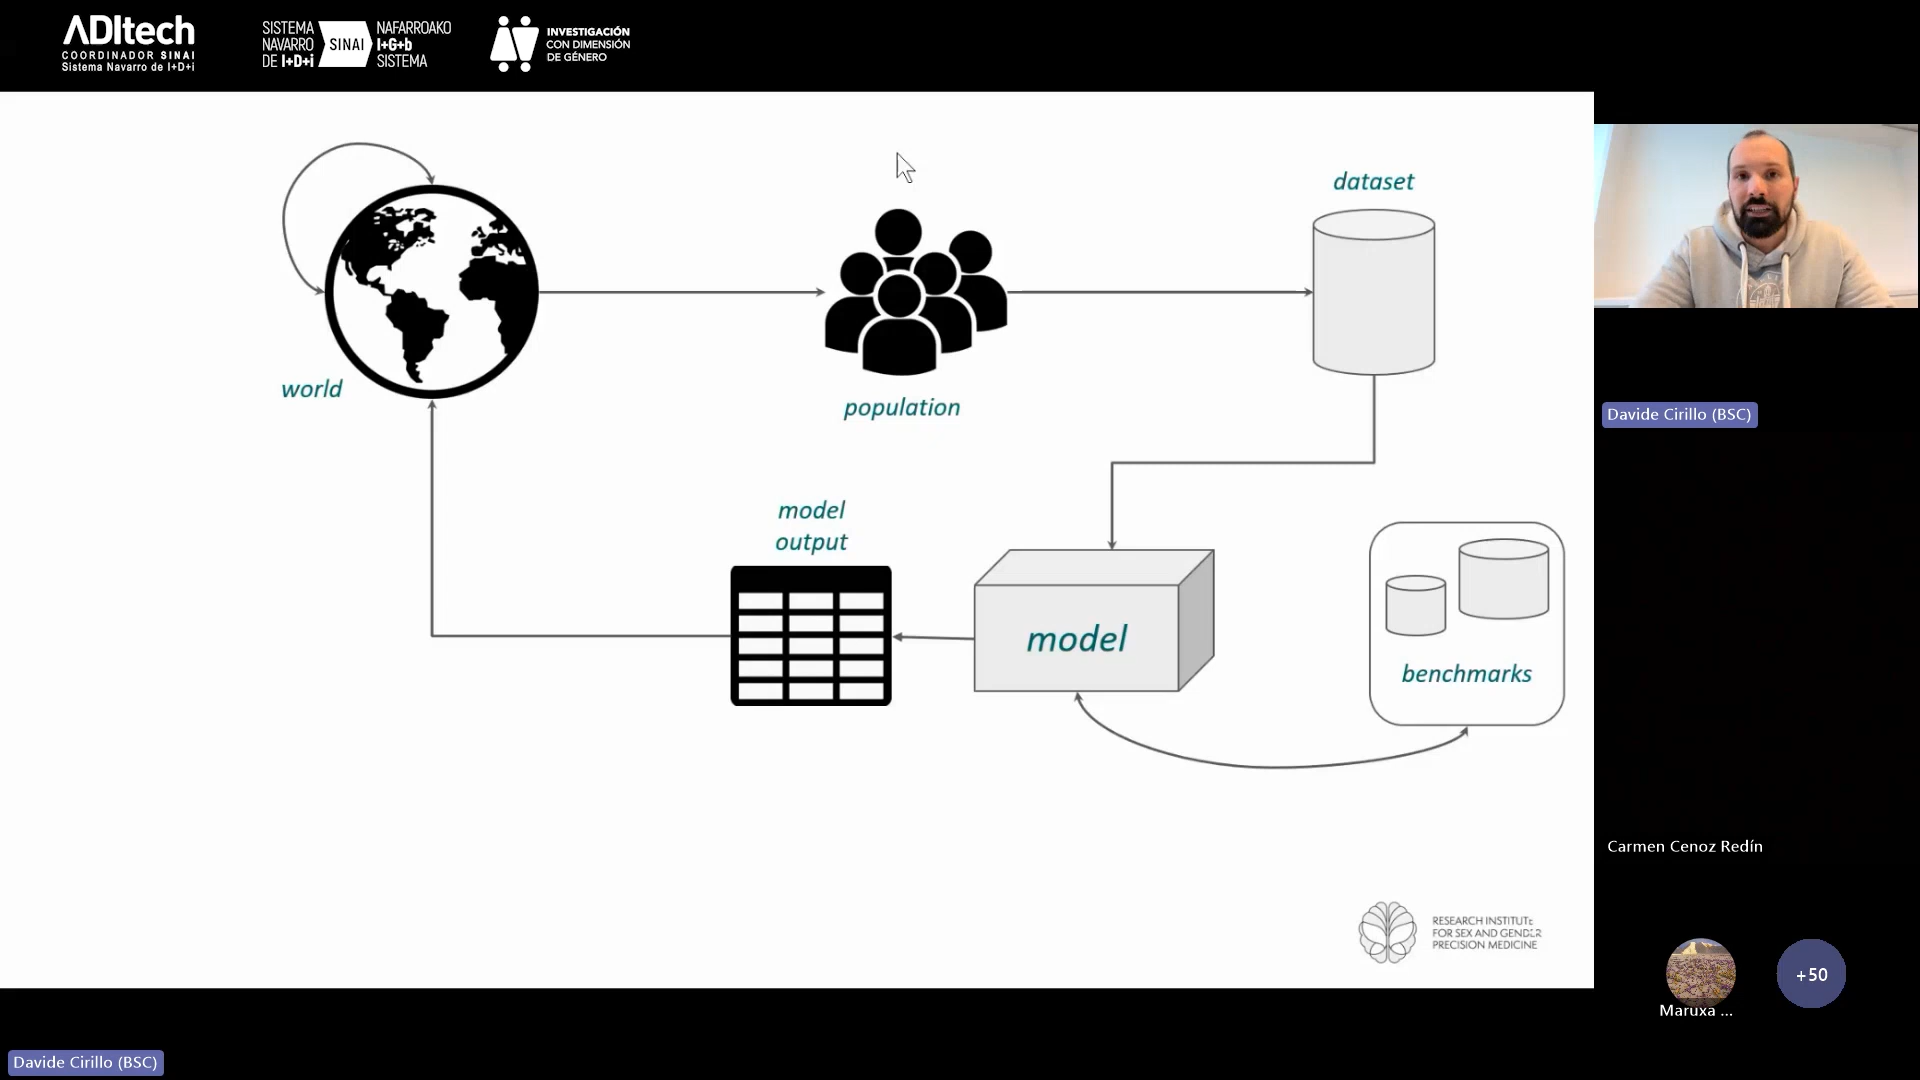 ADItech
COORDINADOR SINAI
Sistema Navarro de I+D+i
SISTEMA
NAVARRO
DE I+D+i
SINAI
NAFARROAKO
I+G+b
SISTEMA
INVESTIGACIÓN
CON DIMENSIÓN
DE GÉNERO
dataset
world
population
model
output
model
benchmarks
RESEARCH INSTITUTE
FOR SEX AND GENDER
PRECISION MEDICINE
Davide Cirillo (BSC)
Carmen Cenoz Redín
+50
Maruxa ...
Davide Cirillo (BSC)